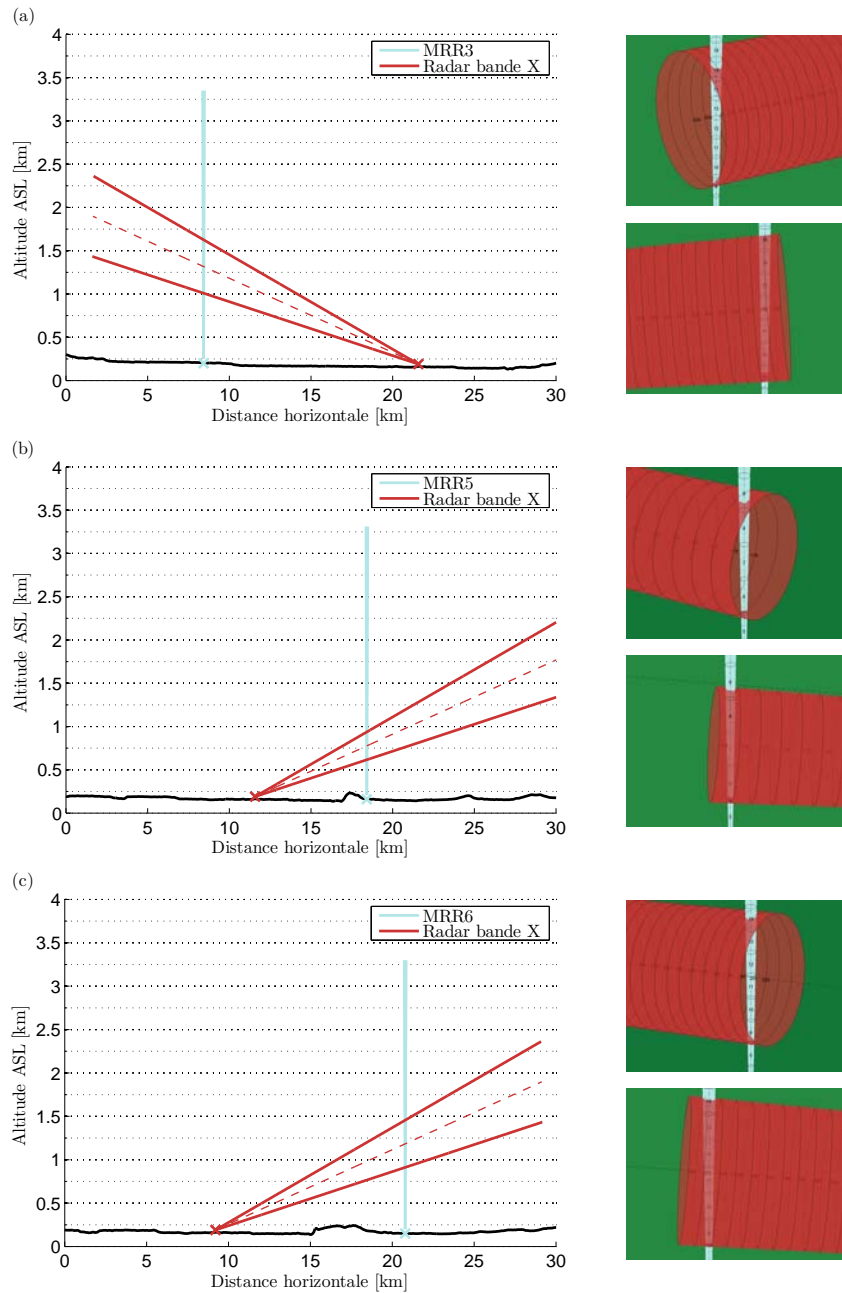 (a)
4
3.5
3
2.5
2
1.5
1
0.5
0
Altitude ASL [km]
MRR3
Radar bande X
0 5 10 15 20 25 30
Distance horizontale [km]
(b)
4
3.5
3
2.5
2
1.5
1
0.5
0
Altitude ASL [km]
MRR5
Radar bande X
0 5 10 15 20 25 30
Distance horizontale [km]
(c)
4
3.5
3
2.5
2
1.5
1
0.5
0
Altitude ASL [km]
MRR6
Radar bande X
0 5 10 15 20 25 30
Distance horizontale [km]